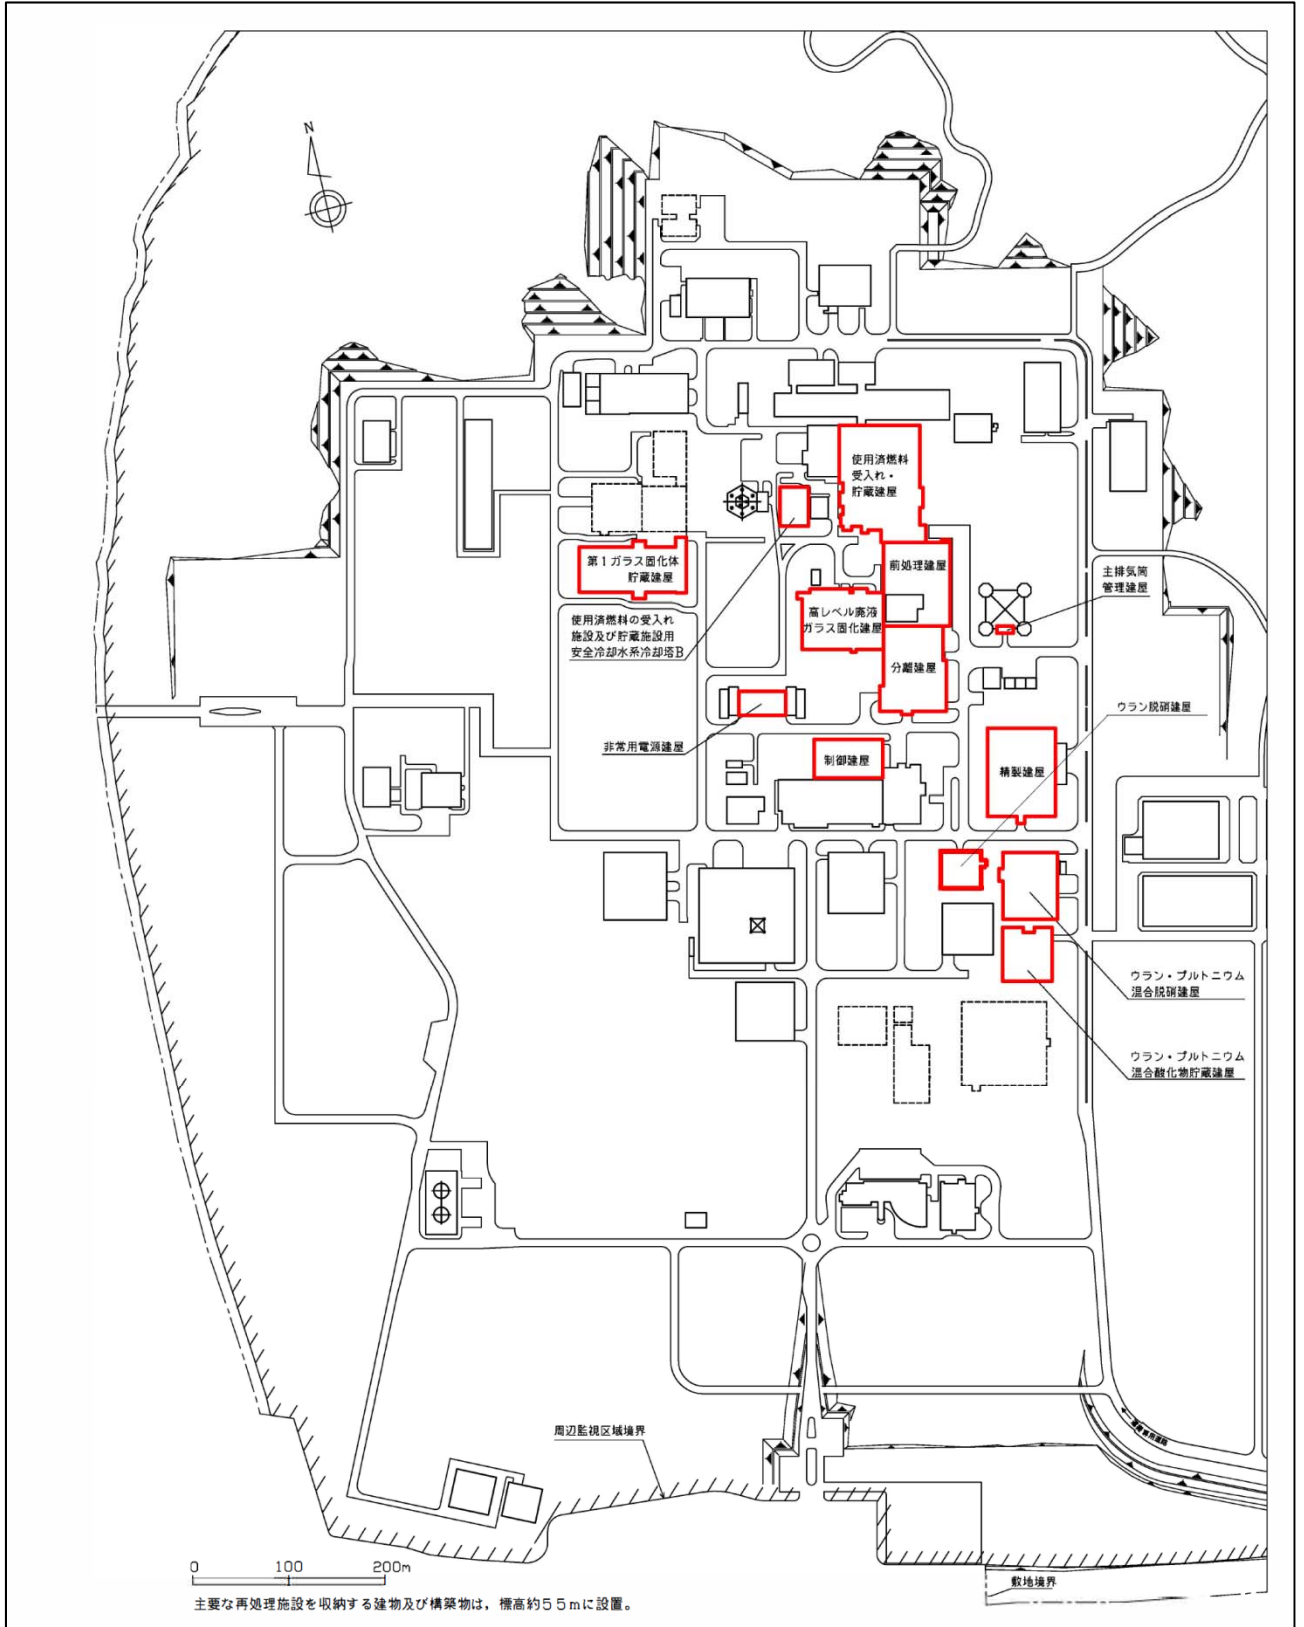 N
使用済燃料
受入れ・
貯蔵建屋
第1ガラス固化体
貯蔵建屋
前処理建屋
主排気筒
管理建屋
高レベル廃液
ガラス固化建屋
使用済燃料の受入れ
施設及び貯蔵施設用
安全冷却水系冷却塔B
分離建屋
ウラン脱硝建屋
非常用電源建屋
制御建屋
精製建屋
ウラン・プルトニウム
混合脱硝建屋
ウラン・プルトニウム
混合酸化物貯蔵建屋
周辺監視区域境界
0 100 200m
敷地境界
主要な再処理施設を収納する建物及び構築物は，標高約55mに設置。